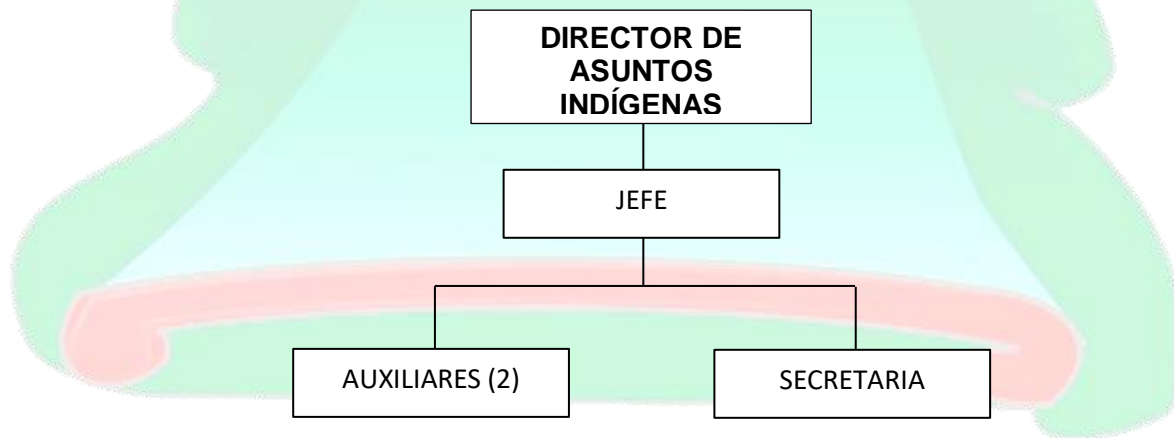 DIRECTOR DE
ASUNTOS
INDÍGENAS
JEFE
AUXILIARES (2)
SECRETARIA